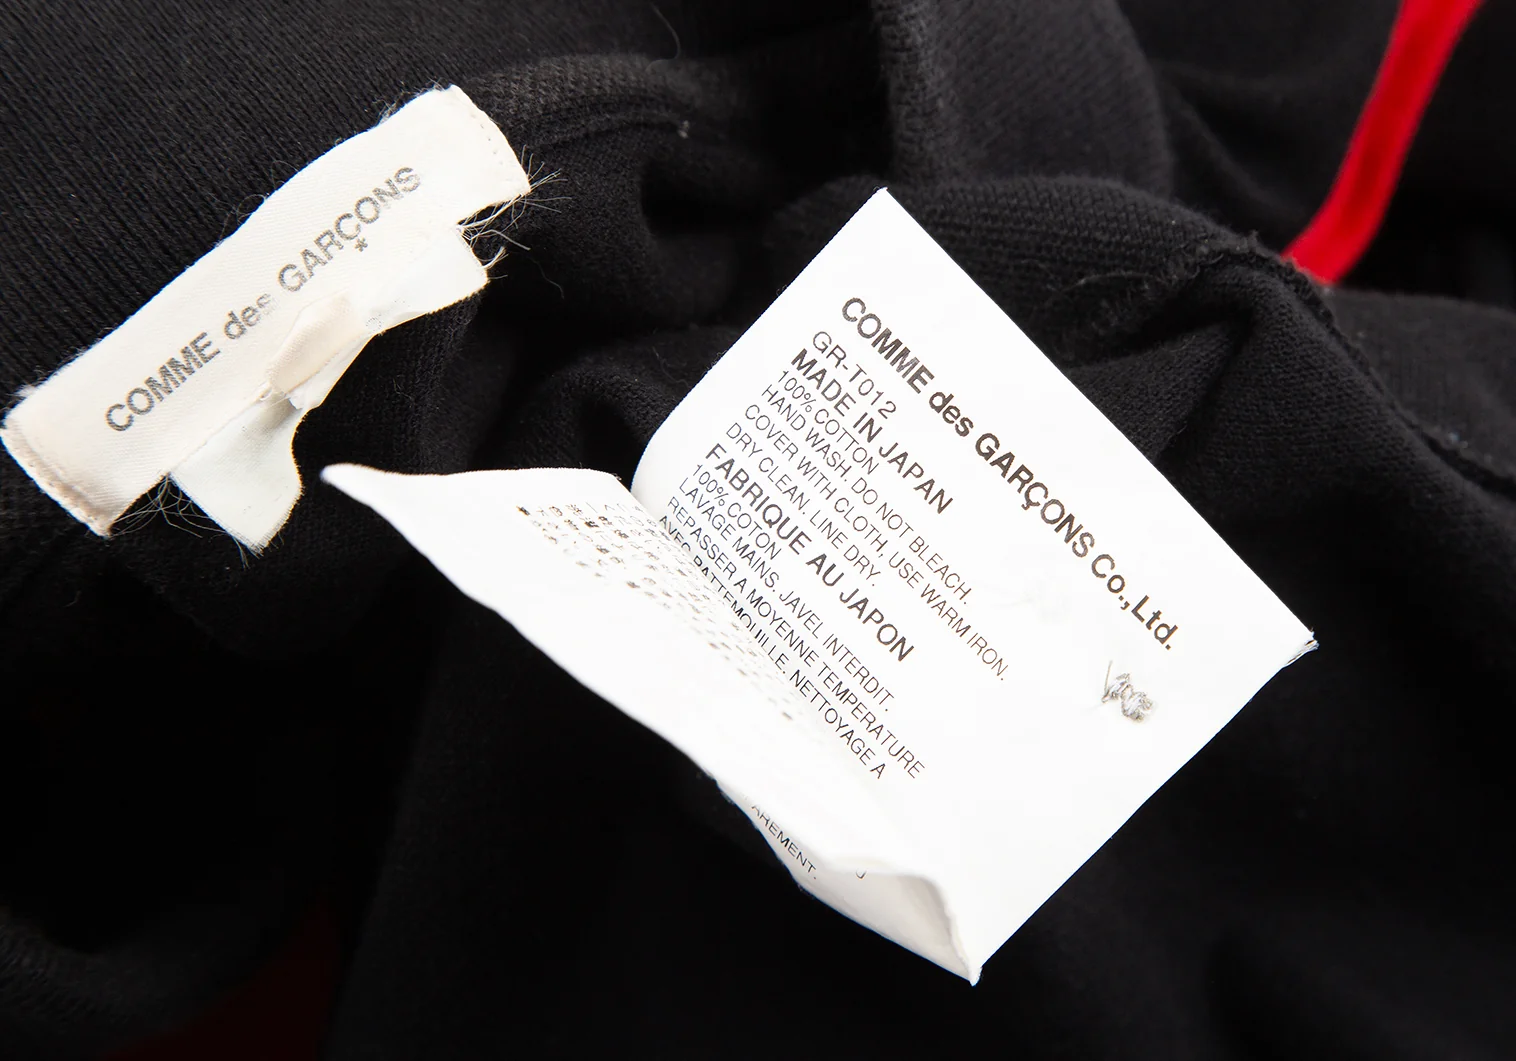 COMME des GARÇONS
*
COMME des GARÇONS Co., Ltd.
GR-T012
MADE IN JAPAN
100% COTTON
HAND WASH, DO NOT BLEACH.
COVER WITH CLOTH, USE WARM IRON.
DRY CLEAN. LINE DRY.
FABRIQUE AU JAPON
100% COTON
LAVAGE MAINS. JAVEL INTERDIT.
REPASSER A MOYENNE TEMPERATURE
AVEC PATTEMOUILLE. NETTOYAGE A